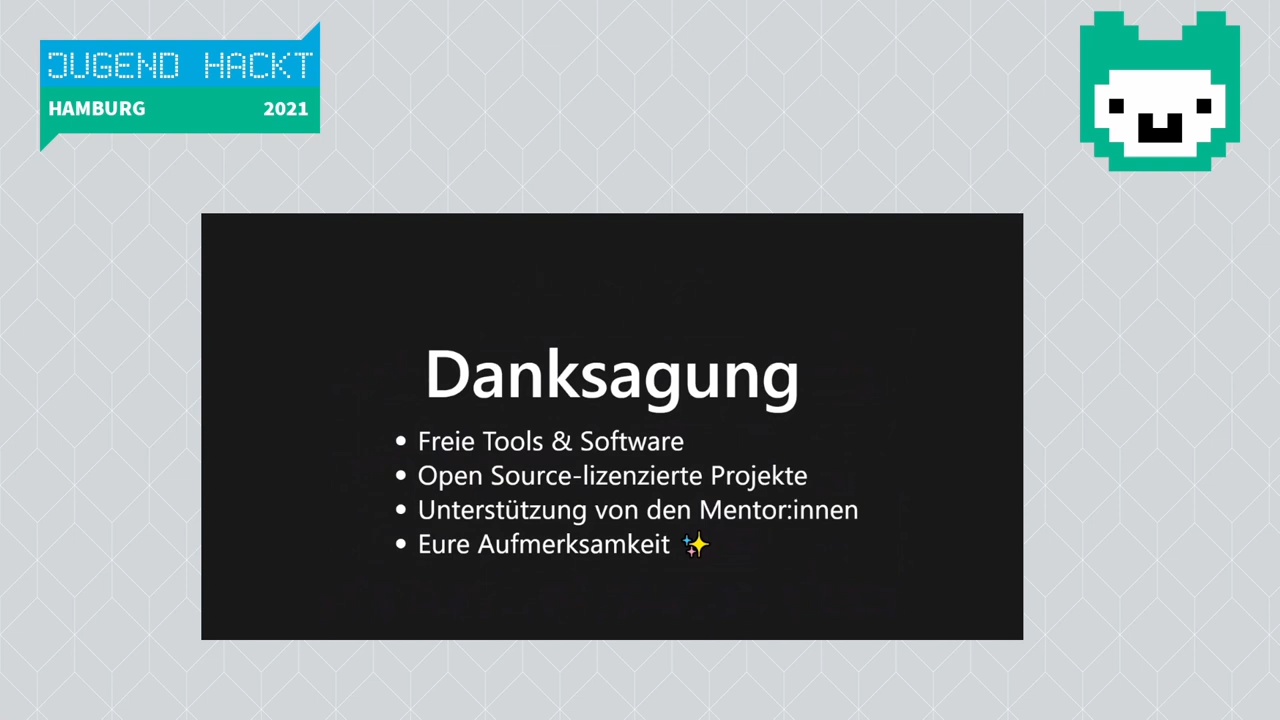 JUGEND HACKT
HAMBURG 2021
Danksagung
• Freie Tools & Software
• Open Source-lizenzierte Projekte
• Unterstützung von den Mentor:innen
• Eure Aufmerksamkeit ✨